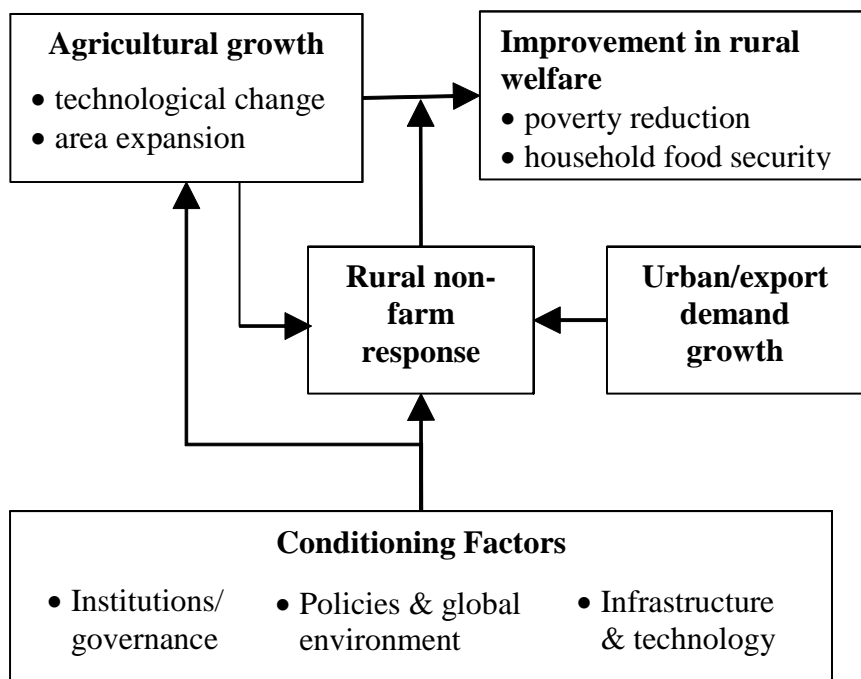 Agricultural growth
• technological change
• area expansion
Improvement in rural
welfare
• poverty reduction
• household food security
Rural non-
farm
response
Urban/export
demand
growth
Conditioning Factors
• Institutions/
governance
• Policies & global
environment
• Infrastructure
& technology